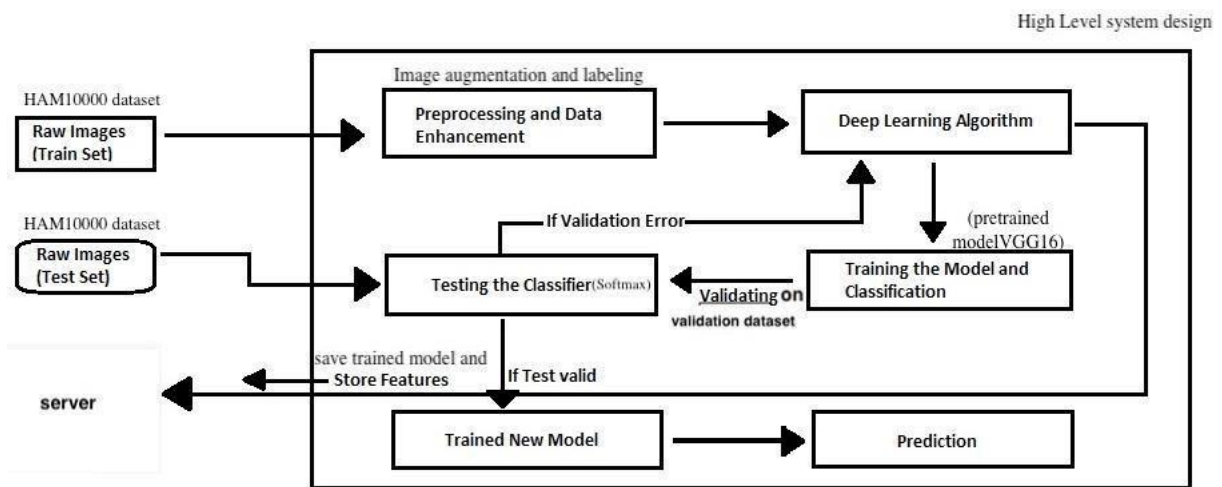 High Level system design
HAM10000 dataset
Raw Images
(Train Set)
Image augmentation and labeling
Preprocessing and Data
Enhancement
Deep Learning Algorithm
HAM10000 dataset
Raw Images
(Test Set)
If Validation Error
(pretrained
modelVGG16)
Testing the Classifier(Softmax)
Training the Model and
Classification
Validating on
validation dataset
save trained model and
Store Features
If Test valid
server
Trained New Model
Prediction